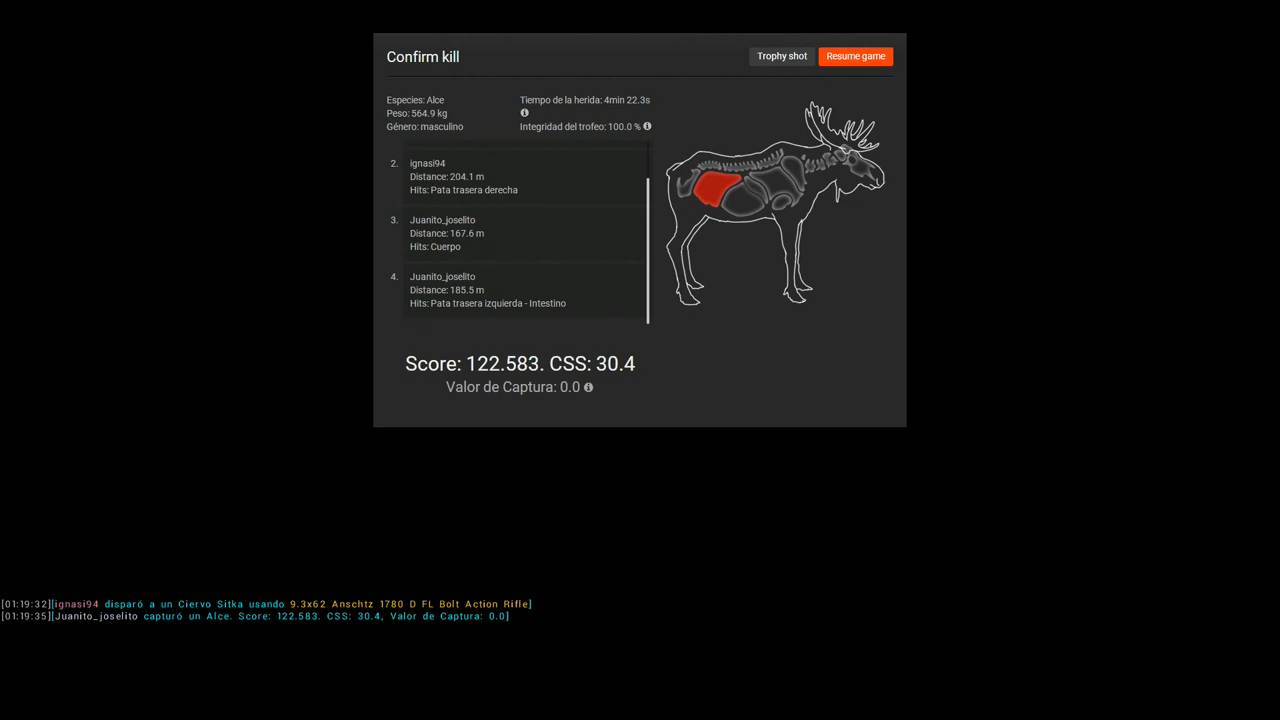 Confirm kill
Trophy shot
Resume game
Especies: Alce
Peso: 564.9 kg
Género: masculino
Tiempo de la herida: 4min 22.3s
Integridad del trofeo: 100.0 %
2. ignasi94
Distance: 204.1 m
Hits: Pata trasera derecha
3. Juanito_joselito
Distance: 167.6 m
Hits: Cuerpo
4. Juanito_joselito
Distance: 185.5 m
Hits: Pata trasera izquierda - Intestino
Score: 122.583. CSS: 30.4
Valor de Captura: 0.0
[01:19:32][ignasi94 disparó a un Ciervo Sitka usando 9.3x62 Anschtz 1780 D FL Bolt Action Rifle]
[01:19:35][Juanito_joselito capturó un Alce. Score: 122.583. CSS: 30.4, Valor de Captura: 0.0]